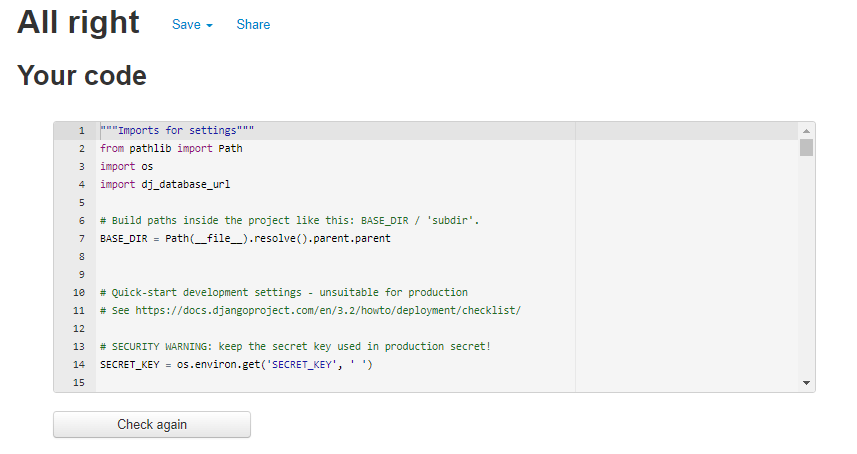 All right
Save
Share
Your code
1 """Imports for settings"""
2 from pathlib import Path
3 import os
4 import dj_database_url
5
6 # Build paths inside the project like this: BASE_DIR / 'subdir'.
7 BASE_DIR = Path(__file__).resolve().parent.parent
8
9
10 # Quick-start development settings - unsuitable for production
11 # See https://docs.djangoproject.com/en/3.2/howto/deployment/checklist/
12
13 # SECURITY WARNING: keep the secret key used in production secret!
14 SECRET_KEY = os.environ.get('SECRET_KEY', ' ')
15
Check again